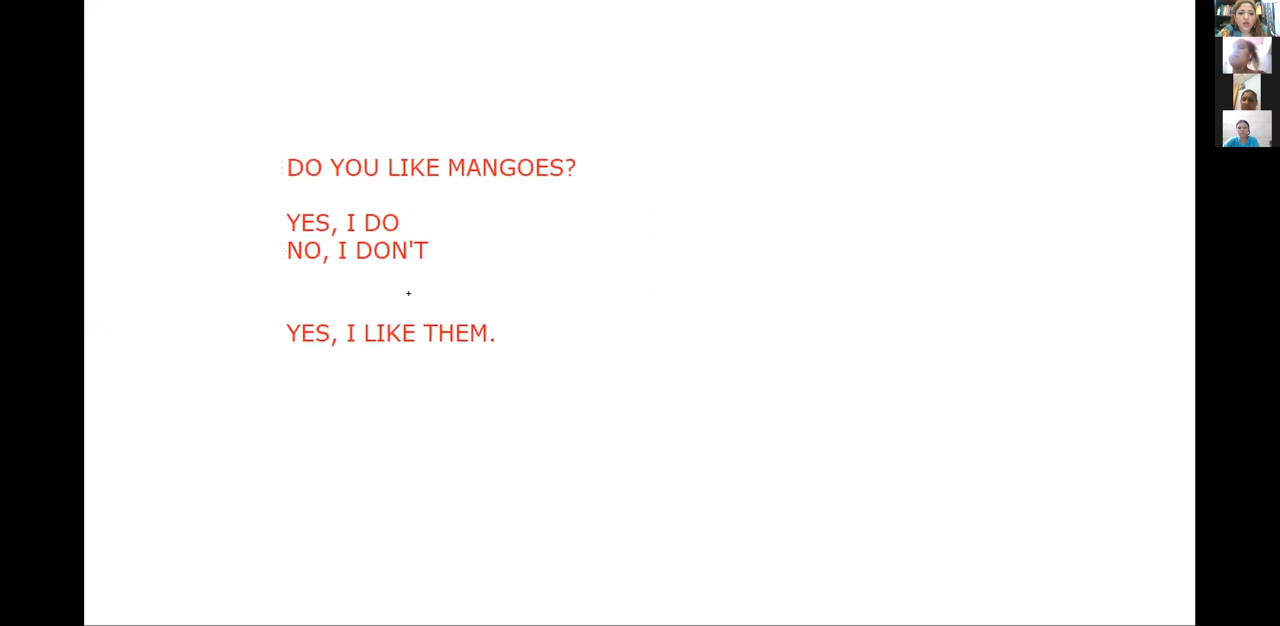 DO YOU LIKE MANGOES?
YES, I DO
NO, I DON'T
YES, I LIKE THEM.